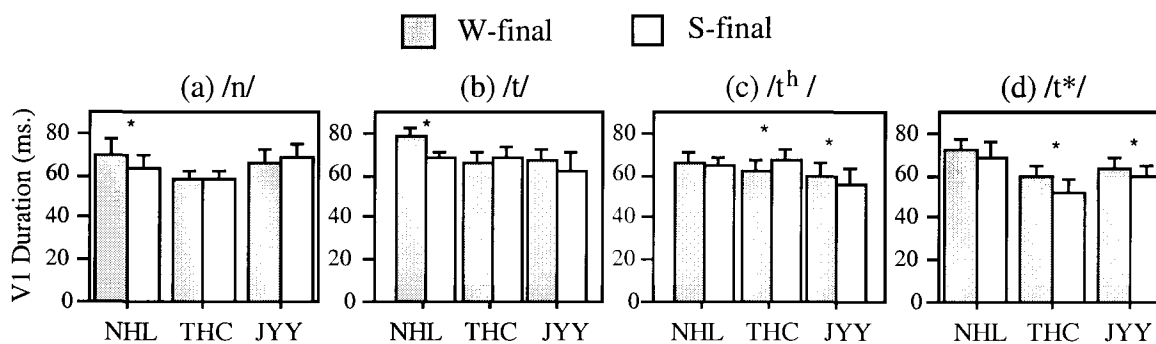 W-final S-final
(a) /n/ (b) /t/ (c) /tʰ / (d) /t*/
V1 Duration (ms.)
80 80 80 80
60 60 60 60
40 40 40 40
20 20 20 20
0 0 0 0
* * * * * *
NHL THC JYY NHL THC JYY NHL THC JYY NHL THC JYY